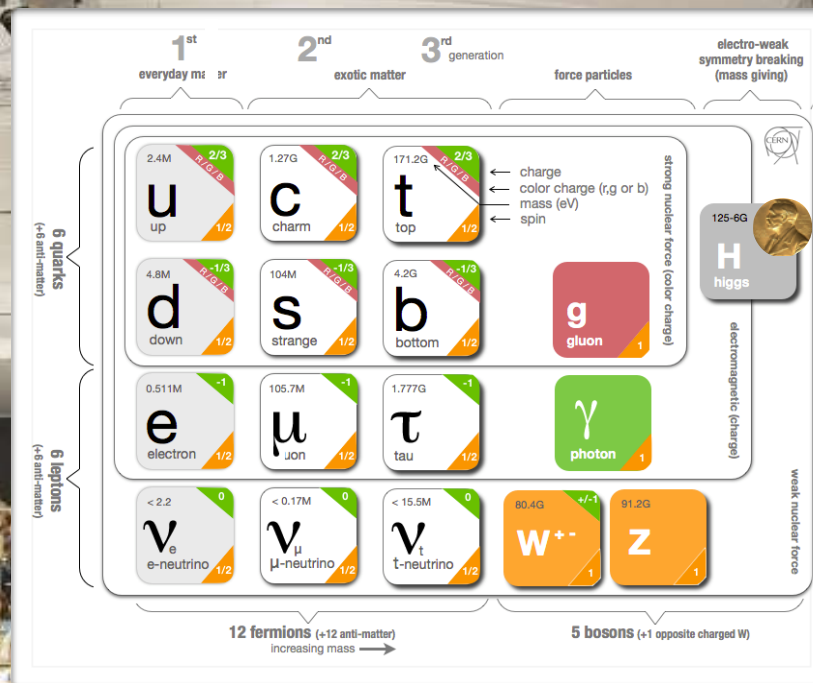 1st
2nd
3rd generation
everyday ma er
exotic matter
force particles
electro-weak
symmetry breaking
(mass giving)
CERN
6 quarks
(+6 anti-matter)
2.4M
2/3
R/G/B
u
up
1/2
1.27G
2/3
R/G/B
c
charm
1/2
171.2G
2/3
R/G/B
t
top
1/2
charge
color charge (r,g or b)
mass (eV)
spin
strong nuclear force (color charge)
125-6G
H
higgs
4.8M
-1/3
R/G/B
d
down
1/2
104M
-1/3
R/G/B
s
strange
1/2
4.2G
-1/3
R/G/B
b
bottom
1/2
g
gluon
1
electromagnetic (charge)
6 leptons
(+6 anti-matter)
0.511M
-1
e
electron
1/2
105.7M
-1
μ
uon
1/2
1.777G
-1
τ
tau
1/2
γ
photon
1
weak nuclear force
< 2.2
0
νe
e-neutrino
1/2
< 0.17M
0
νμ
μ-neutrino
1/2
< 15.5M
0
νt
t-neutrino
1/2
80.4G
+/-1
W+-
1
91.2G
Z
1
12 fermions (+12 anti-matter)
increasing mass
5 bosons (+1 opposite charged W)